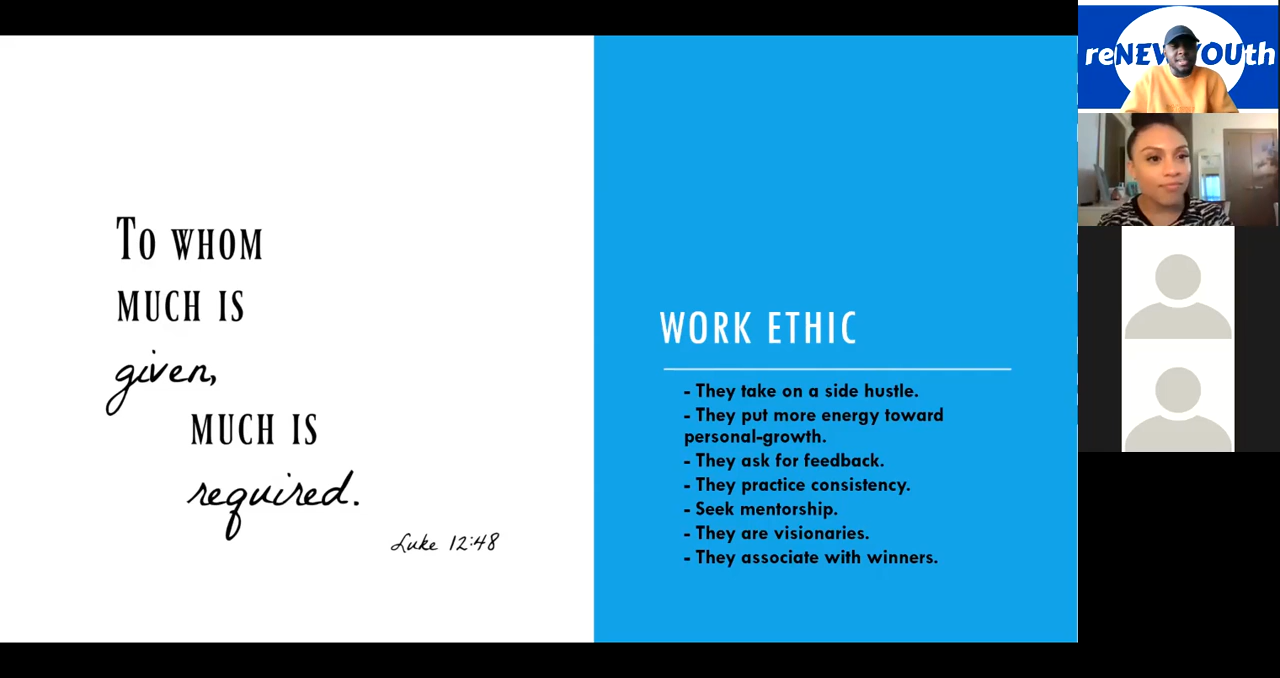 To whom
much is
given,
much is
required.
Luke 12:48
WORK ETHIC
- They take on a side hustle.
- They put more energy toward
personal-growth.
- They ask for feedback.
- They practice consistency.
- Seek mentorship.
- They are visionaries.
- They associate with winners.